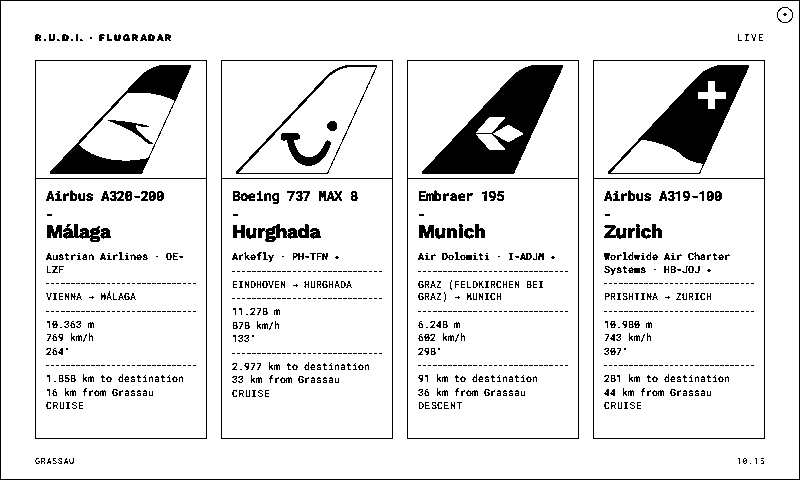 R.U.D.I. · FLUGRADAR
LIVE
Airbus A320-200
-
Málaga
Austrian Airlines · OE-
LZF
VIENNA → MÁLAGA
10.363 m
769 km/h
264°
1.858 km to destination
16 km from Grassau
CRUISE
Boeing 737 MAX 8
-
Hurghada
Arkefly · PH-TFN ✦
EINDHOVEN → HURGHADA
11.278 m
878 km/h
133°
2.977 km to destination
33 km from Grassau
CRUISE
Embraer 195
-
Munich
Air Dolomiti · I-ADJM ✦
GRAZ (FELDKIRCHEN BEI
GRAZ) → MUNICH
6.248 m
602 km/h
298°
91 km to destination
36 km from Grassau
DESCENT
Airbus A319-100
-
Zurich
Worldwide Air Charter
Systems · HB-JOJ ✦
PRISHTINA → ZURICH
10.980 m
743 km/h
307°
281 km to destination
44 km from Grassau
CRUISE
GRASSAU
10.15